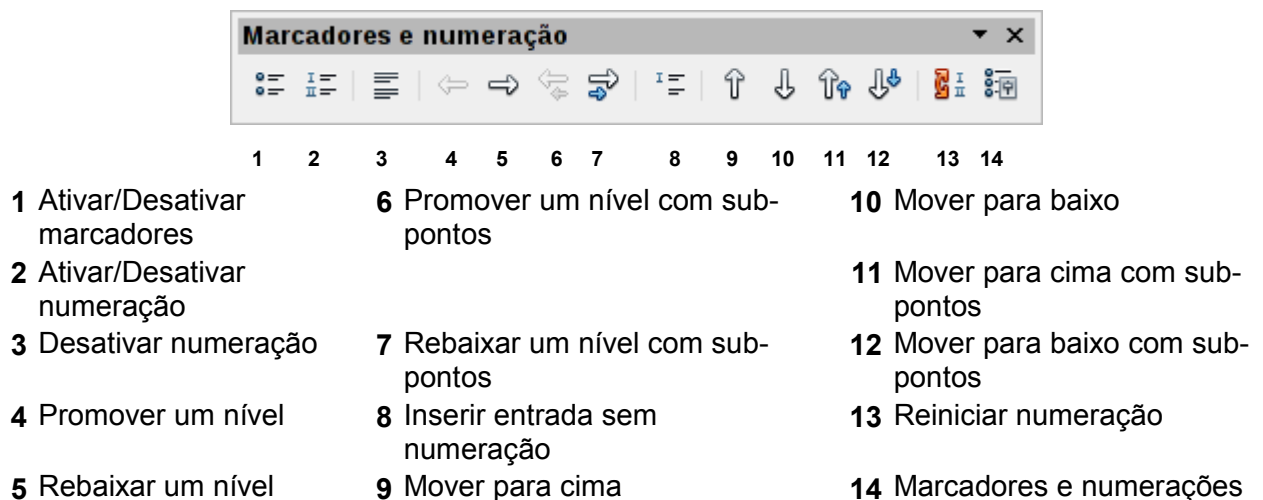 Marcadores e numeração
1 2 3 4 5 6 7 8 9 10 11 12 13 14
1 Ativar/Desativar
marcadores
2 Ativar/Desativar
numeração
3 Desativar numeração
4 Promover um nível
5 Rebaixar um nível
6 Promover um nível com sub-
pontos
7 Rebaixar um nível com sub-
pontos
8 Inserir entrada sem
numeração
9 Mover para cima
10 Mover para baixo
11 Mover para cima com sub-
pontos
12 Mover para baixo com sub-
pontos
13 Reiniciar numeração
14 Marcadores e numerações